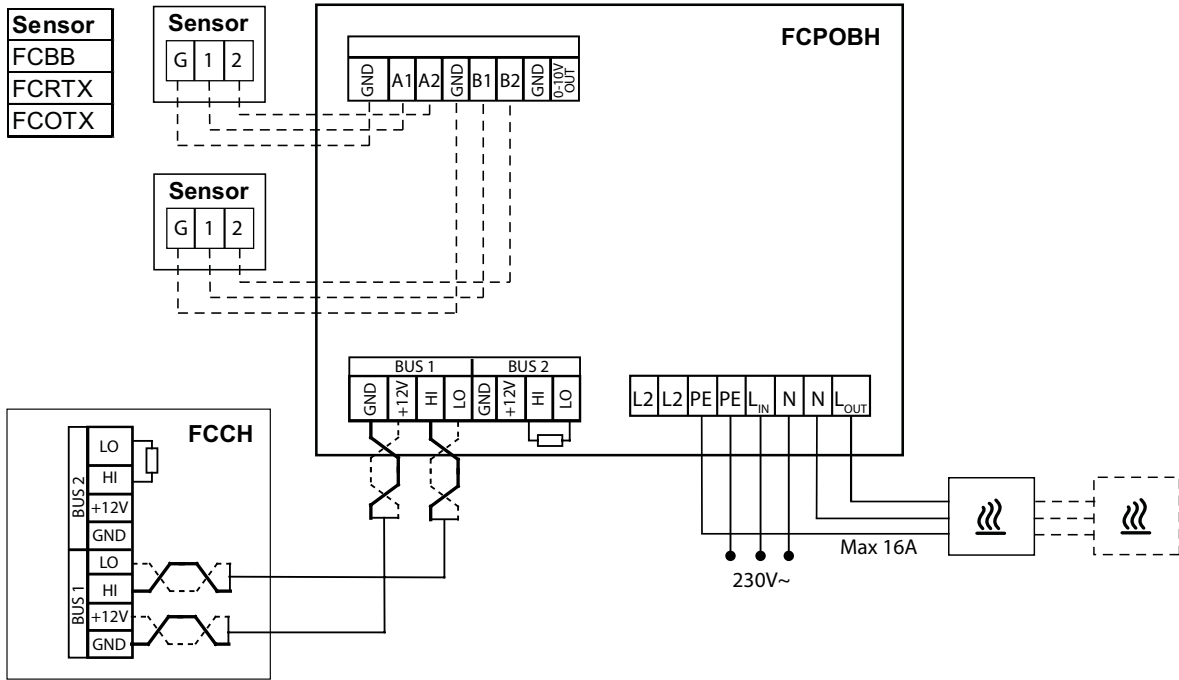 Sensor
FCBB
FCRTX
FCOTX
Sensor
G 1 2
Sensor
G 1 2
FCPOBH
GND A1 A2 GND B1 B2 GND 0-10V OUT
BUS 1 BUS 2
GND +12V HI LO GND +12V HI LO
L2 L2 PE PE LIN N N LOUT
Max 16A
230V~
FCCH
BUS 2
LO
HI
+12V
GND
BUS 1
LO
HI
+12V
GND